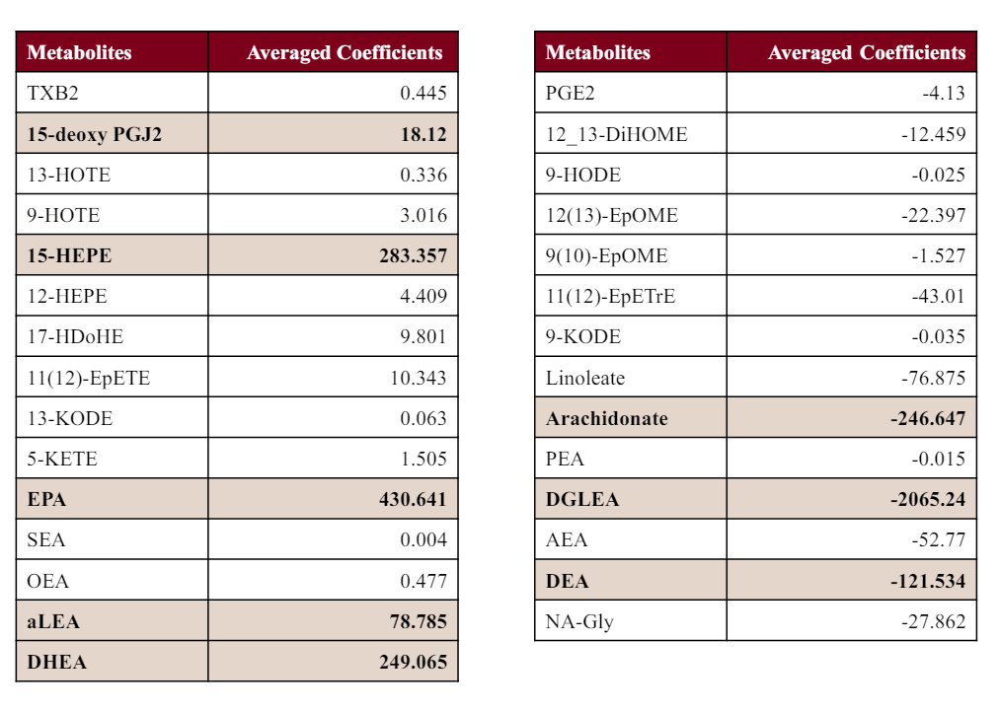 Metabolites Averaged Coefficients
TXB2 0.445
15-deoxy PGJ2 18.12
13-HOTE 0.336
9-HOTE 3.016
15-HEPE 283.357
12-HEPE 4.409
17-HDoHE 9.801
11(12)-EpETE 10.343
13-KODE 0.063
5-KETE 1.505
EPA 430.641
SEA 0.004
OEA 0.477
aLEA 78.785
DHEA 249.065
Metabolites Averaged Coefficients
PGE2 -4.13
12_13-DiHOME -12.459
9-HODE -0.025
12(13)-EpOME -22.397
9(10)-EpOME -1.527
11(12)-EpETrE -43.01
9-KODE -0.035
Linoleate -76.875
Arachidonate -246.647
PEA -0.015
DGLEA -2065.24
AEA -52.77
DEA -121.534
NA-Gly -27.862